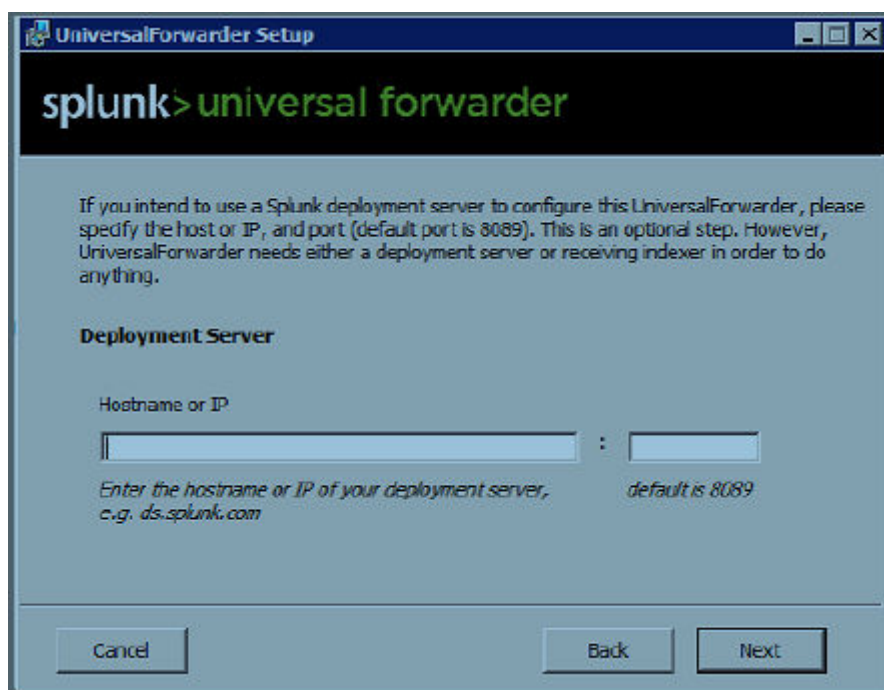 UniversalForwarder Setup
splunk>universal forwarder
If you intend to use a Splunk deployment server to configure this UniversalForwarder, please
specify the host or IP, and port (default port is 8089). This is an optional step. However,
UniversalForwarder needs either a deployment server or receiving indexer in order to do
anything.
Deployment Server
Hostname or IP
:
Enter the hostname or IP of your deployment server,
e.g. ds.splunk.com
default is 8089
Cancel
Back
Next